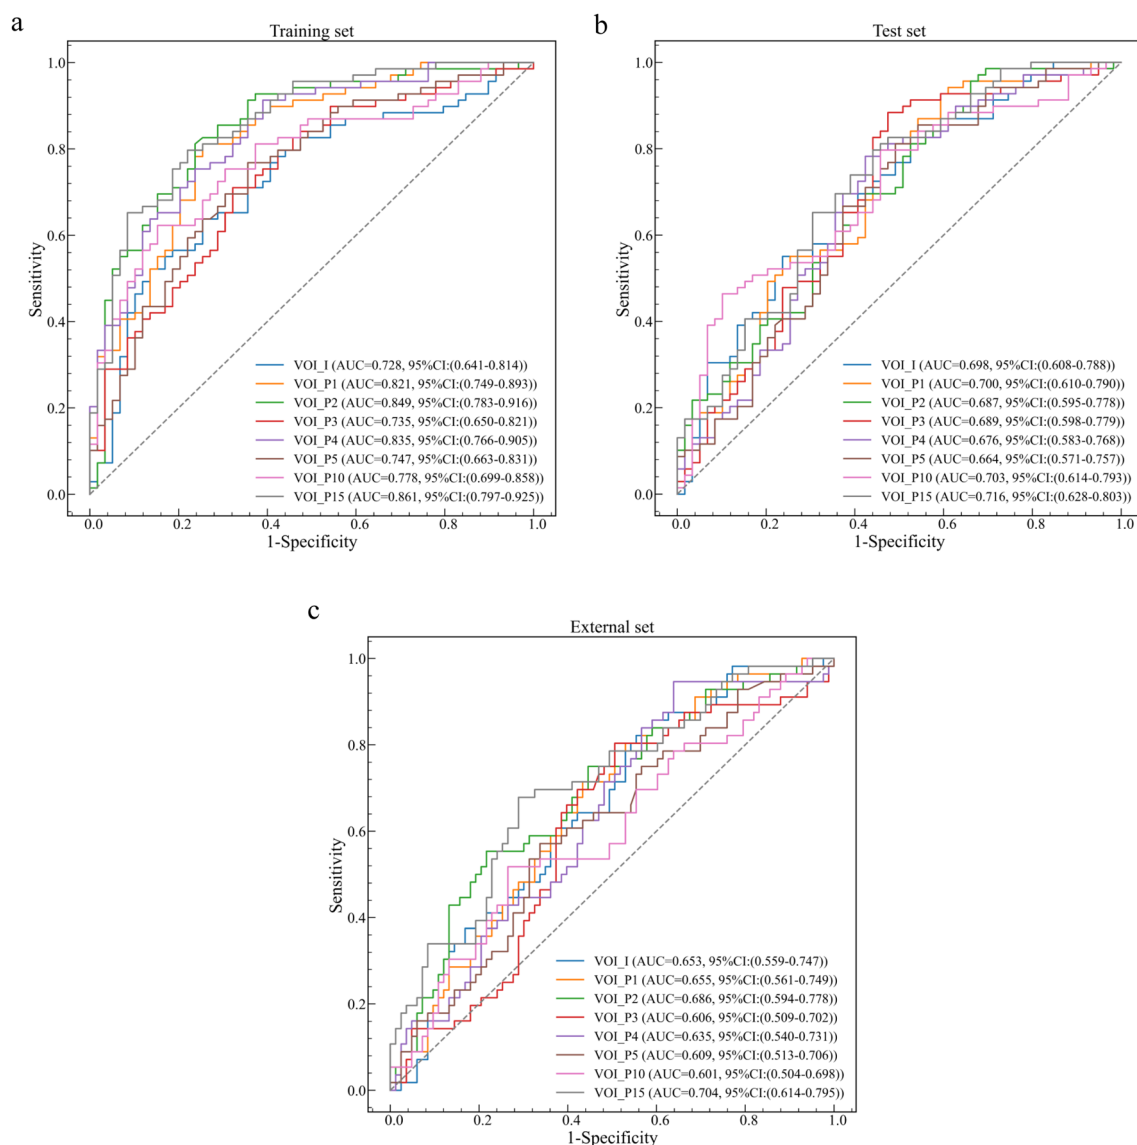 a
Training set
Sensitivity
1.0
0.8
0.6
0.4
0.2
0.0
VOI_I (AUC=0.728, 95%CI:(0.641-0.814))
VOI_P1 (AUC=0.821, 95%CI:(0.749-0.893))
VOI_P2 (AUC=0.849, 95%CI:(0.783-0.916))
VOI_P3 (AUC=0.735, 95%CI:(0.650-0.821))
VOI_P4 (AUC=0.835, 95%CI:(0.766-0.905))
VOI_P5 (AUC=0.747, 95%CI:(0.663-0.831))
VOI_P10 (AUC=0.778, 95%CI:(0.699-0.858))
VOI_P15 (AUC=0.861, 95%CI:(0.797-0.925))
0.0 0.2 0.4 0.6 0.8 1.0
1-Specificity
b
Test set
Sensitivity
1.0
0.8
0.6
0.4
0.2
0.0
VOI_I (AUC=0.698, 95%CI:(0.608-0.788))
VOI_P1 (AUC=0.700, 95%CI:(0.610-0.790))
VOI_P2 (AUC=0.687, 95%CI:(0.595-0.778))
VOI_P3 (AUC=0.689, 95%CI:(0.598-0.779))
VOI_P4 (AUC=0.676, 95%CI:(0.583-0.768))
VOI_P5 (AUC=0.664, 95%CI:(0.571-0.757))
VOI_P10 (AUC=0.703, 95%CI:(0.614-0.793))
VOI_P15 (AUC=0.716, 95%CI:(0.628-0.803))
0.0 0.2 0.4 0.6 0.8 1.0
1-Specificity
c
External set
Sensitivity
1.0
0.8
0.6
0.4
0.2
0.0
VOI_I (AUC=0.653, 95%CI:(0.559-0.747))
VOI_P1 (AUC=0.655, 95%CI:(0.561-0.749))
VOI_P2 (AUC=0.686, 95%CI:(0.594-0.778))
VOI_P3 (AUC=0.606, 95%CI:(0.509-0.702))
VOI_P4 (AUC=0.635, 95%CI:(0.540-0.731))
VOI_P5 (AUC=0.609, 95%CI:(0.513-0.706))
VOI_P10 (AUC=0.601, 95%CI:(0.504-0.698))
VOI_P15 (AUC=0.704, 95%CI:(0.614-0.795))
0.0 0.2 0.4 0.6 0.8 1.0
1-Specificity